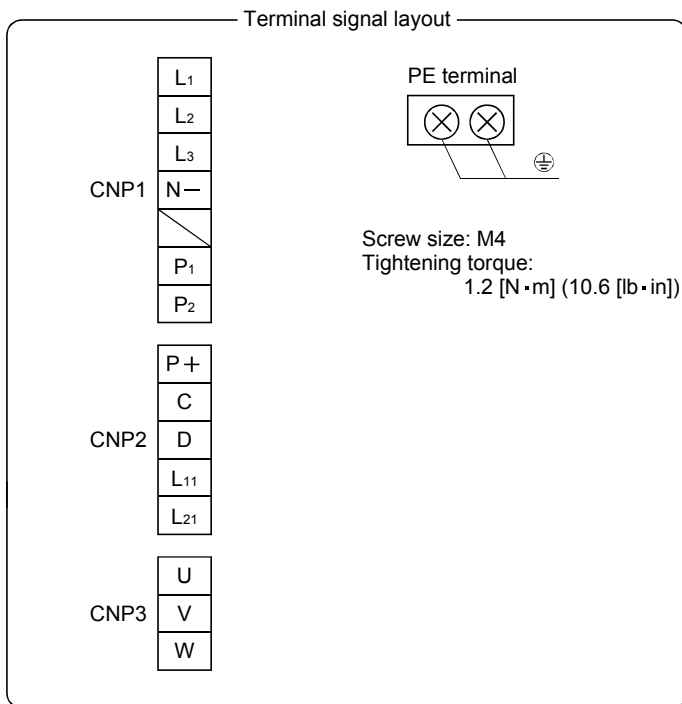 Terminal signal layout
CNP1
L1
L2
L3
N−
P1
P2
CNP2
P+
C
D
L11
L21
CNP3
U
V
W
PE terminal
Screw size: M4
Tightening torque:
1.2 [N·m] (10.6 [lb·in])